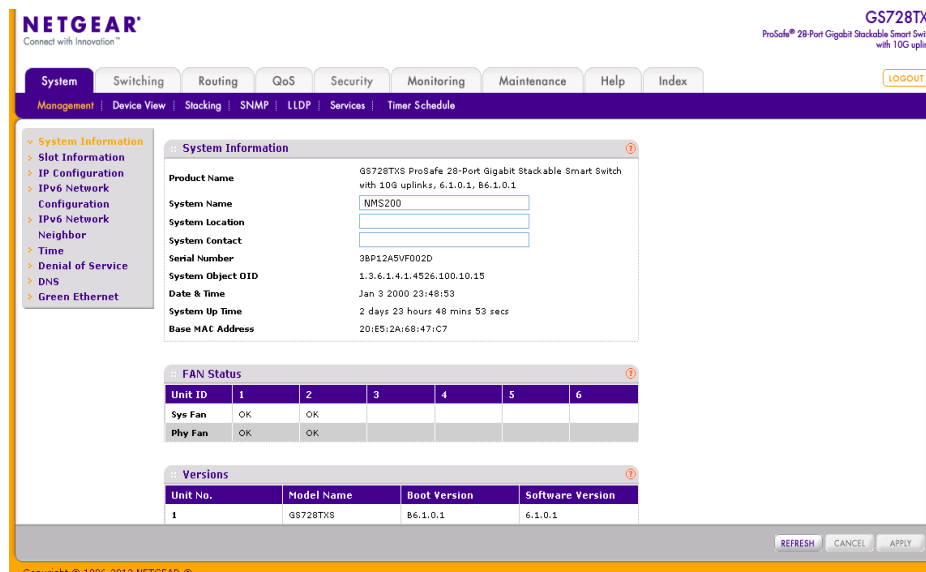 NETGEAR®
Connect with Innovation™
GS728TX
ProSafe® 28-Port Gigabit Stackable Smart Swit
with 10G uplin
System Switching Routing QoS Security Monitoring Maintenance Help Index LOGOUT
Management Device View Stacking SNMP LLDP Services Timer Schedule
System Information
Slot Information
IP Configuration
IPv6 Network
Configuration
IPv6 Network
Neighbor
Time
Denial of Service
DNS
Green Ethernet
System Information
Product Name GS728TXS ProSafe 28-Port Gigabit Stackable Smart Switch
with 10G uplinks, 6.1.0.1, B6.1.0.1
System Name NMS200
System Location
System Contact
Serial Number 3BP12A5VF002D
System Object OID 1.3.6.1.4.1.4526.100.10.15
Date & Time Jan 3 2000 23:48:53
System Up Time 2 days 23 hours 48 mins 53 secs
Base MAC Address 20:E5:2A:68:47:C7
FAN Status
Unit ID 1 2 3 4 5 6
Sys Fan OK OK
Phy Fan OK OK
Versions
Unit No. Model Name Boot Version Software Version
1 GS728TXS B6.1.0.1 6.1.0.1
REFRESH CANCEL APPLY
Copyright © 1996-2012 NETGEAR ®